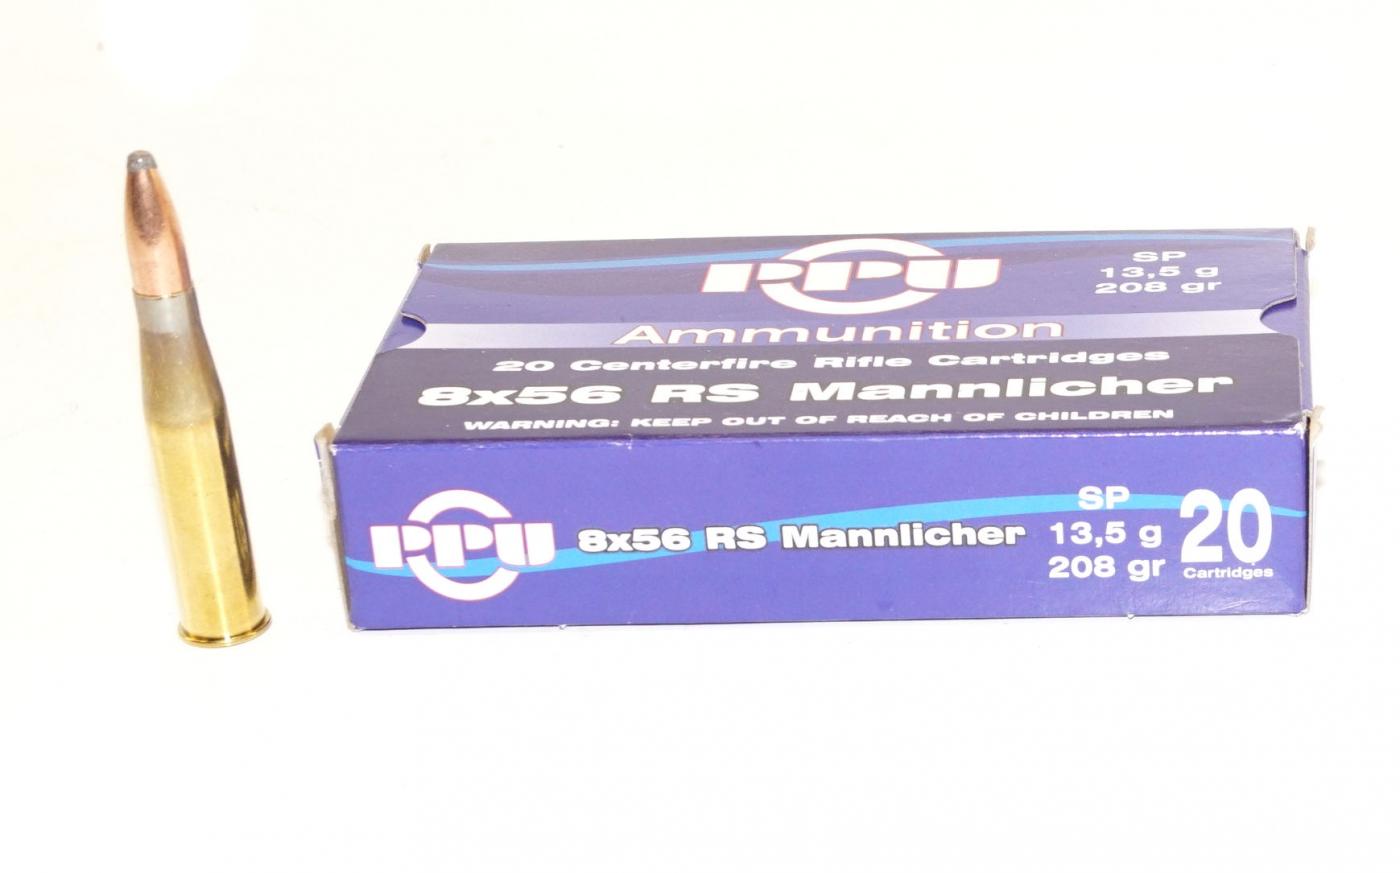 PPU
SP
13,5 g
208 gr
Ammunition
20 Centerfire Rifle Cartridges
8x56 RS Mannlicher
WARNING: KEEP OUT OF REACH OF CHILDREN
PPU
8x56 RS Mannlicher
SP
13,5 g
208 gr
20
Cartridges